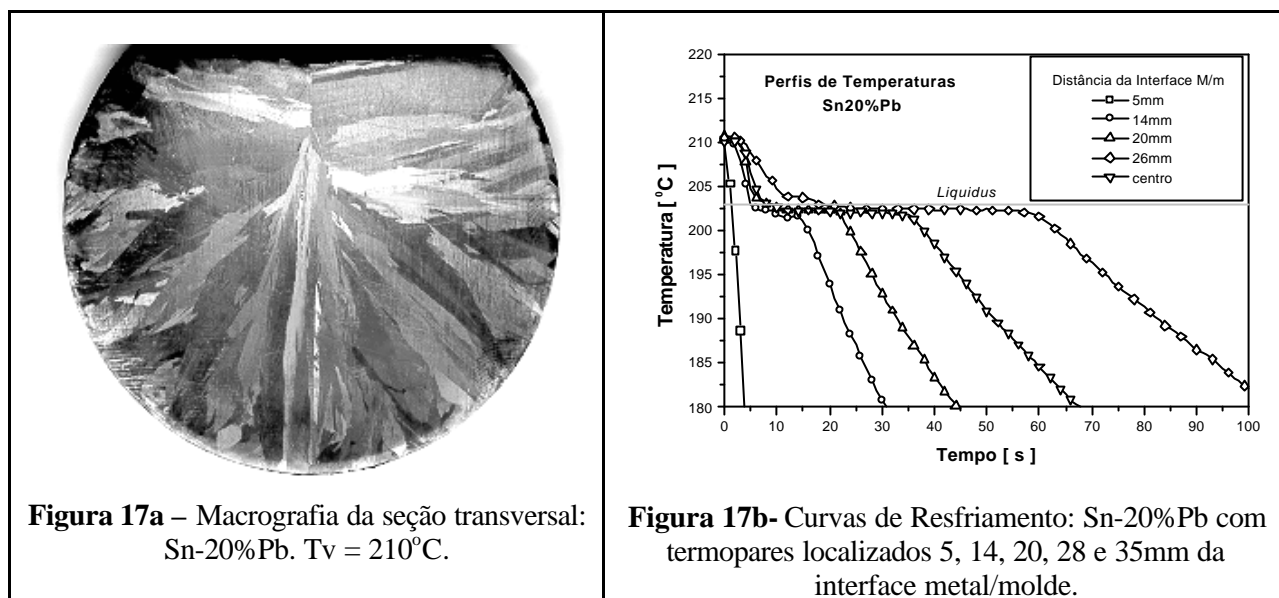 Figura 17a – Macrografia da seção transversal:
Sn-20%Pb. Tv = 210°C.
220
215
210
205
200
195
190
185
180
Temperatura [ °C ]
Perfis de Temperaturas
Sn20%Pb
Distância da Interface M/m
5mm
14mm
20mm
26mm
centro
Liquidus
0 10 20 30 40 50 60 70 80 90 100
Tempo [ s ]
Figura 17b- Curvas de Resfriamento: Sn-20%Pb com
termopares localizados 5, 14, 20, 28 e 35mm da
interface metal/molde.